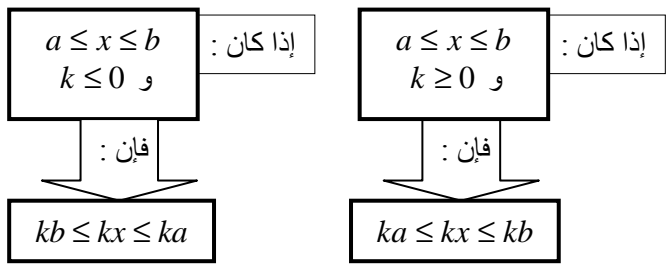 إذا كان :
a ≤ x ≤ b
و k ≥ 0
فإن :
ka ≤ kx ≤ kb
إذا كان :
a ≤ x ≤ b
و k ≤ 0
فإن :
kb ≤ kx ≤ ka